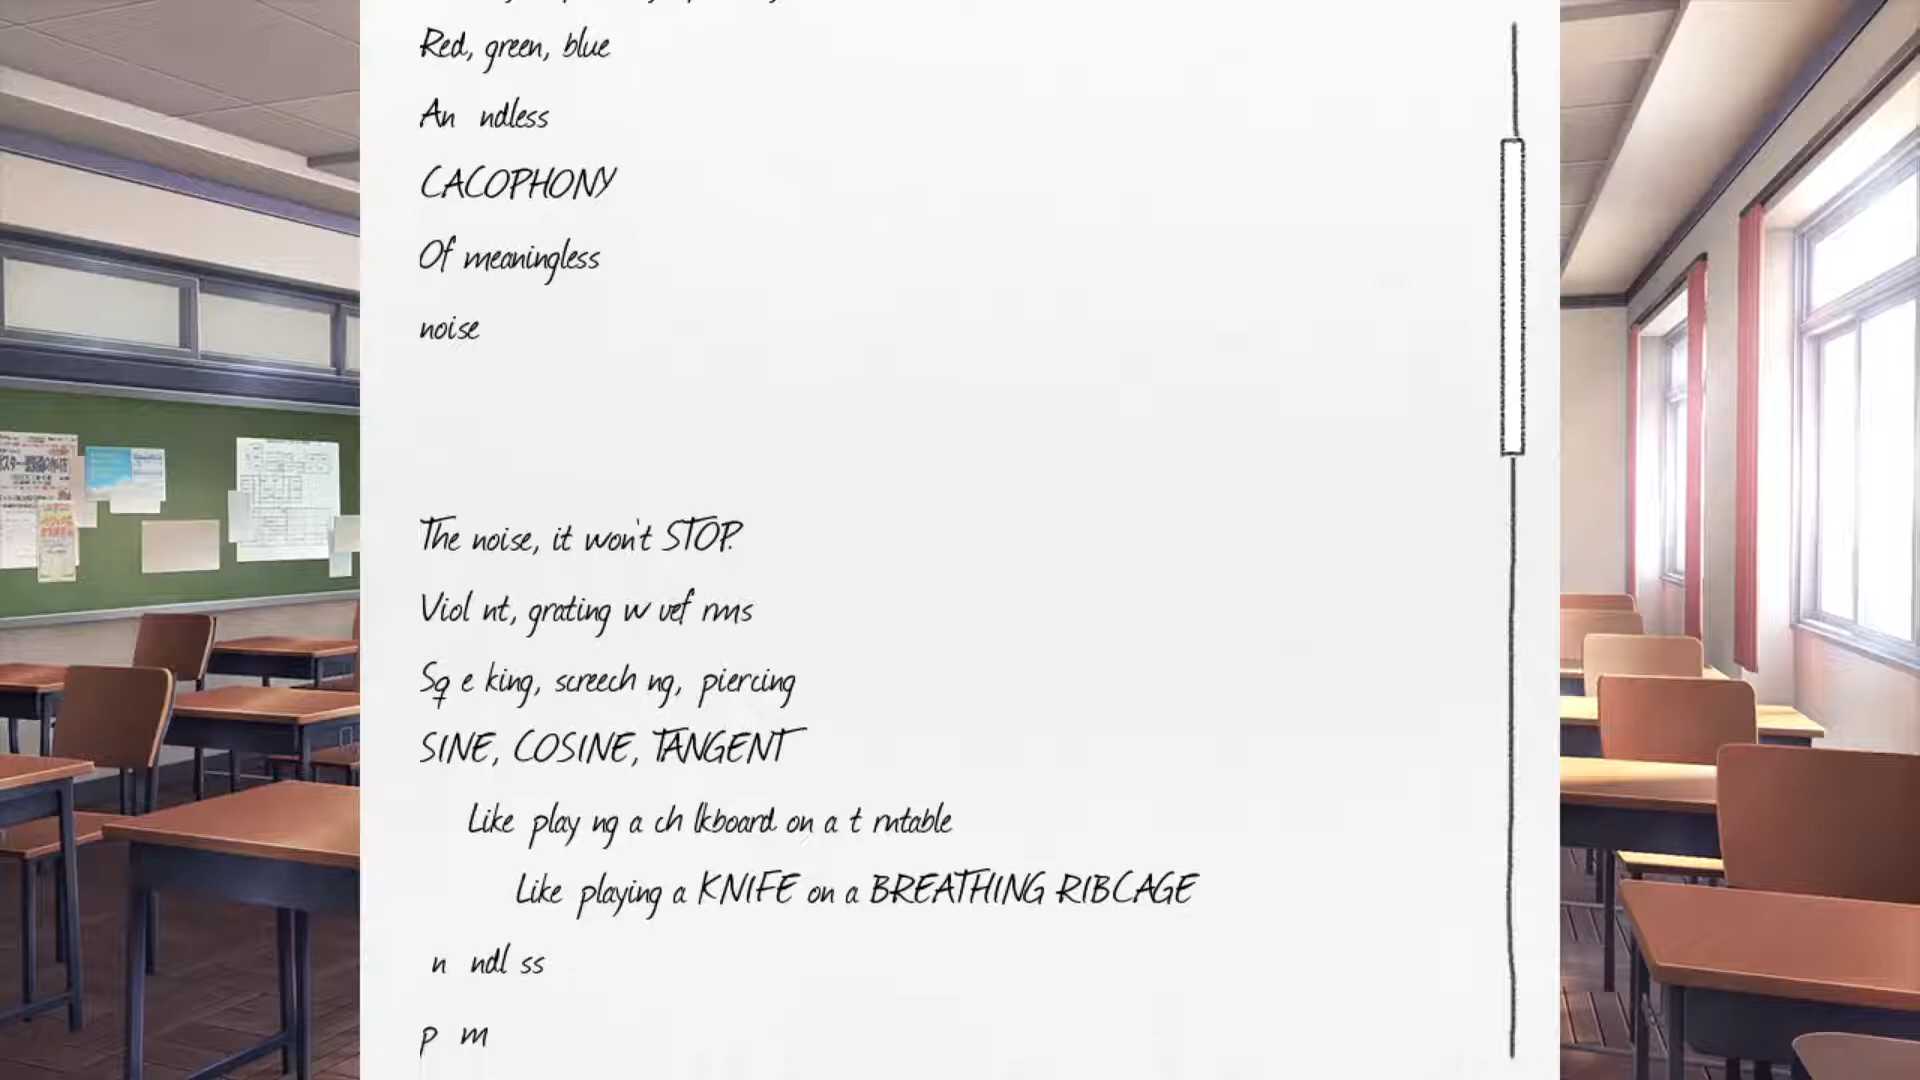 Red, green, blue
An ndless
CACOPHONY
Of meaningless
noise
The noise, it won't STOP.
Viol nt, grating w vef rms
Sq e king, screech ng, piercing
SINE, COSINE, TANGENT
Like play ng a ch lkboard on a t rntable
Like playing a KNIFE on a BREATHING RIBCAGE
n ndl ss
p m